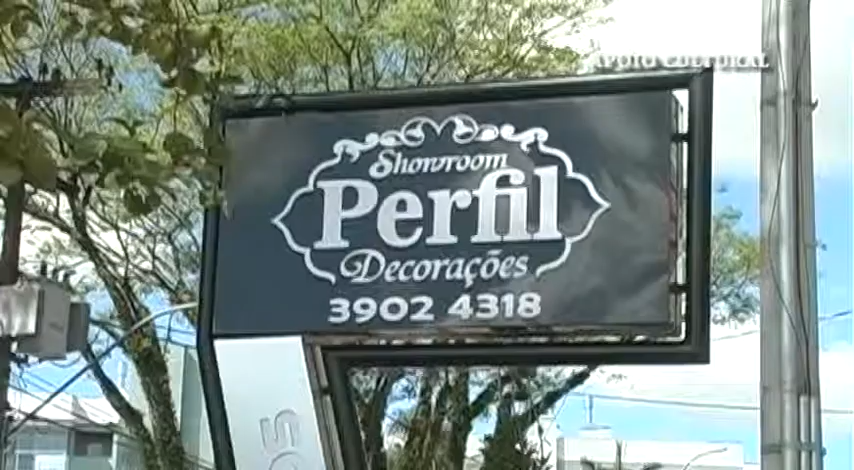 APOIO CULTURAL
Showroom
Perfil
Decorações
3902 4318